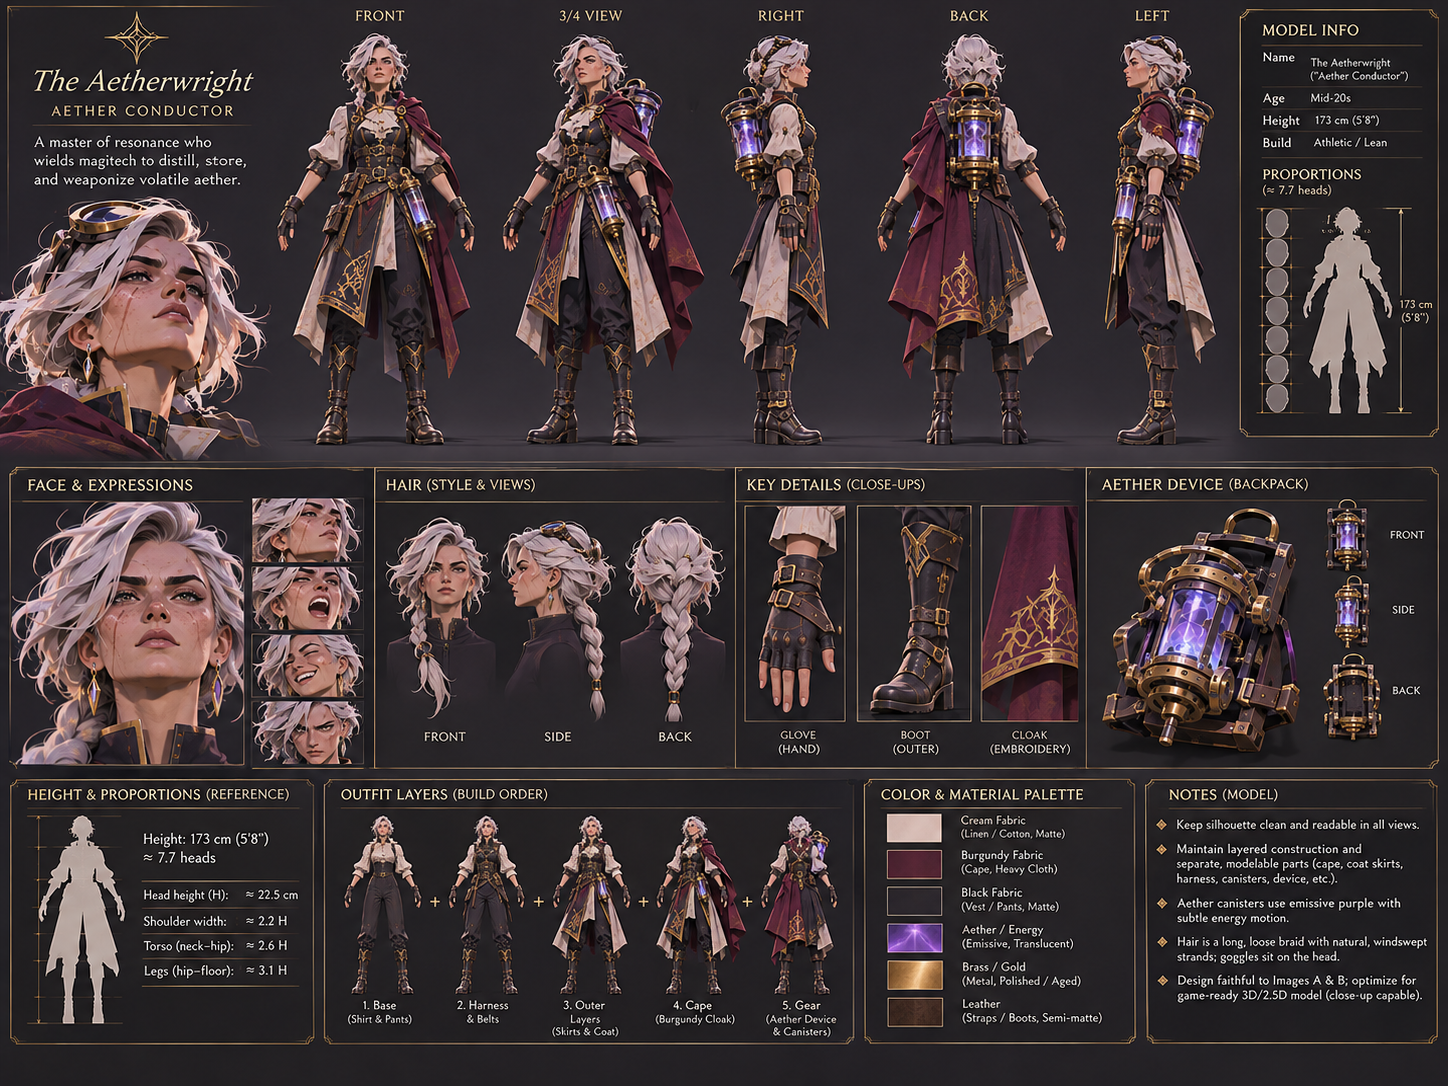 The Aetherwright
AETHER CONDUCTOR
A master of resonance who
wields magitech to distill, store,
and weaponize volatile aether.
FRONT
3/4 VIEW
RIGHT
BACK
LEFT
MODEL INFO
Name The Aetherwright
("Aether Conductor")
Age Mid-20s
Height 173 cm (5'8")
Build Athletic / Lean
PROPORTIONS
(≈ 7.7 heads)
173 cm
(5'8")
FACE & EXPRESSIONS
HAIR (STYLE & VIEWS)
FRONT
SIDE
BACK
KEY DETAILS (CLOSE-UPS)
GLOVE
(HAND)
BOOT
(OUTER)
CLOAK
(EMBROIDERY)
AETHER DEVICE (BACKPACK)
FRONT
SIDE
BACK
HEIGHT & PROPORTIONS (REFERENCE)
Height: 173 cm (5'8")
≈ 7.7 heads
Head height (H): ≈ 22.5 cm
Shoulder width: ≈ 2.2 H
Torso (neck–hip): ≈ 2.6 H
Legs (hip–floor): ≈ 3.1 H
OUTFIT LAYERS (BUILD ORDER)
+ + + +
1. Base
(Shirt & Pants)
2. Harness
& Belts
3. Outer
Layers
(Skirts & Coat)
4. Cape
(Burgundy Cloak)
5. Gear
(Aether Device
& Canisters)
COLOR & MATERIAL PALETTE
Cream Fabric
(Linen / Cotton, Matte)
Burgundy Fabric
(Cape, Heavy Cloth)
Black Fabric
(Vest / Pants, Matte)
Aether / Energy
(Emissive, Translucent)
Brass / Gold
(Metal, Polished / Aged)
Leather
(Straps / Boots, Semi-matte)
NOTES (MODEL)
Keep silhouette clean and readable in all views.
Maintain layered construction and
separate, modelable parts (cape, coat skirts,
harness, canisters, device, etc.).
Aether canisters use emissive purple with
subtle energy motion.
Hair is a long, loose braid with natural, windswept
strands; goggles sit on the head.
Design faithful to Images A & B; optimize for
game-ready 3D/2.5D model (close-up capable).